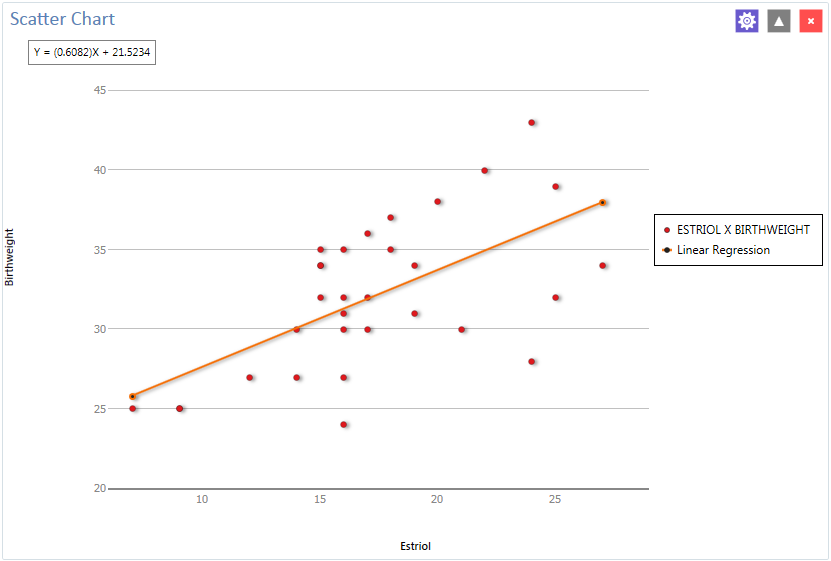 Scatter Chart
Y = (0.6082)X + 21.5234
45
40
35
30
25
20
10
15
20
25
Birthweight
Estriol
ESTRIOL X BIRTHWEIGHT
Linear Regression